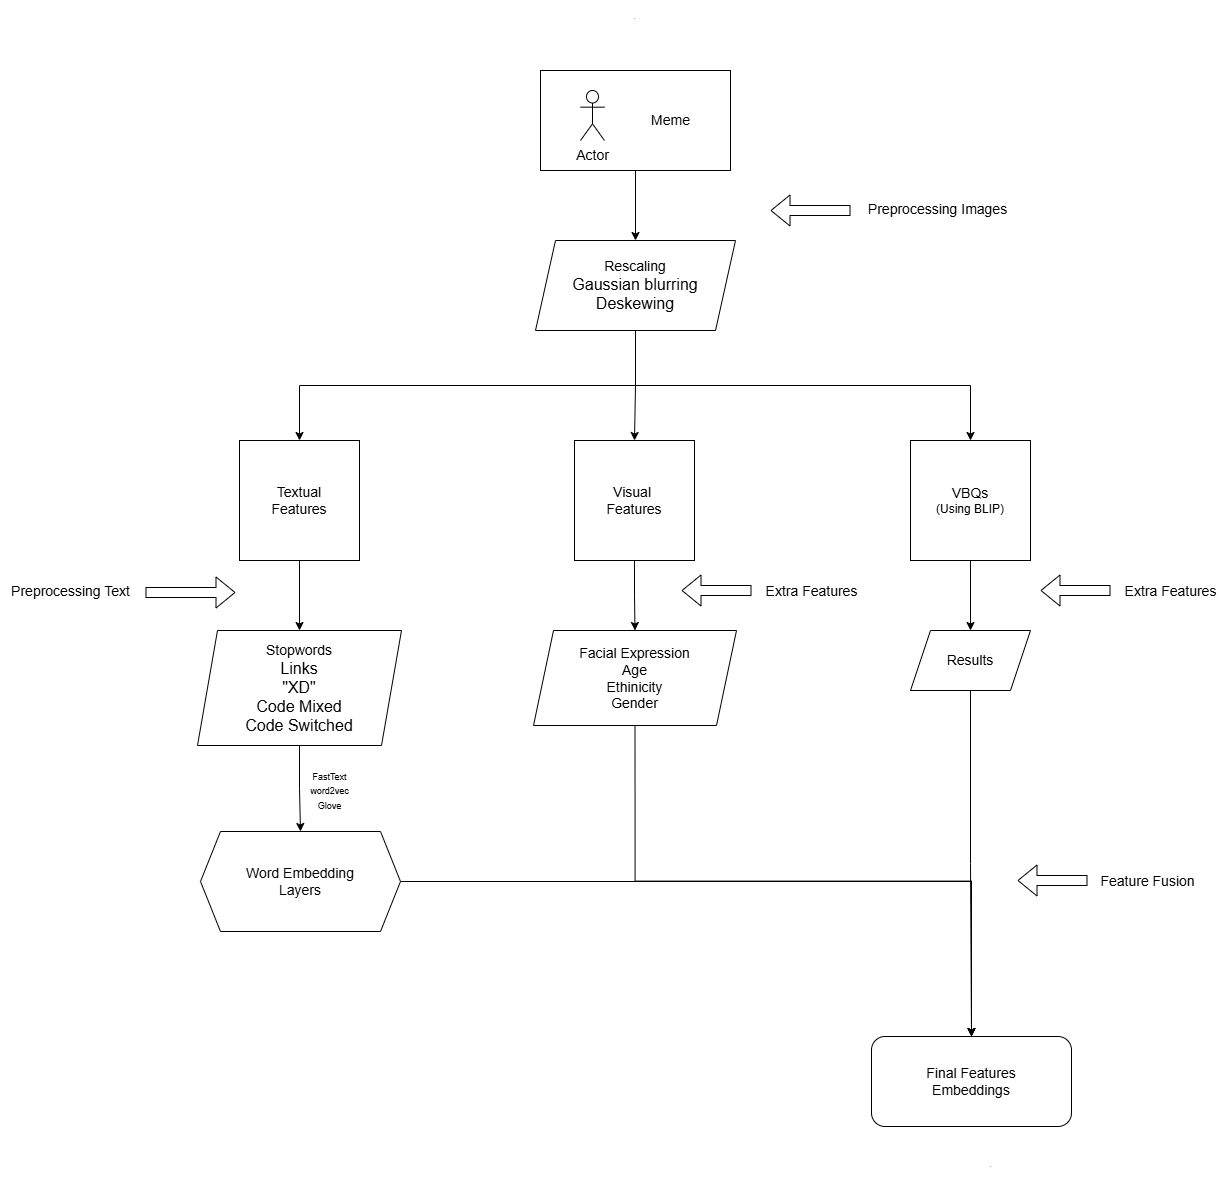 Meme
Actor
Preprocessing Images
Rescaling
Gaussian blurring
Deskewing
Textual
Features
Visual
Features
VBQs
(Using BLIP)
Preprocessing Text
Extra Features
Extra Features
Stopwords
Links
"XD"
Code Mixed
Code Switched
Facial Expression
Age
Ethinicity
Gender
Results
FastText
word2vec
Glove
Word Embedding
Layers
Feature Fusion
Final Features
Embeddings